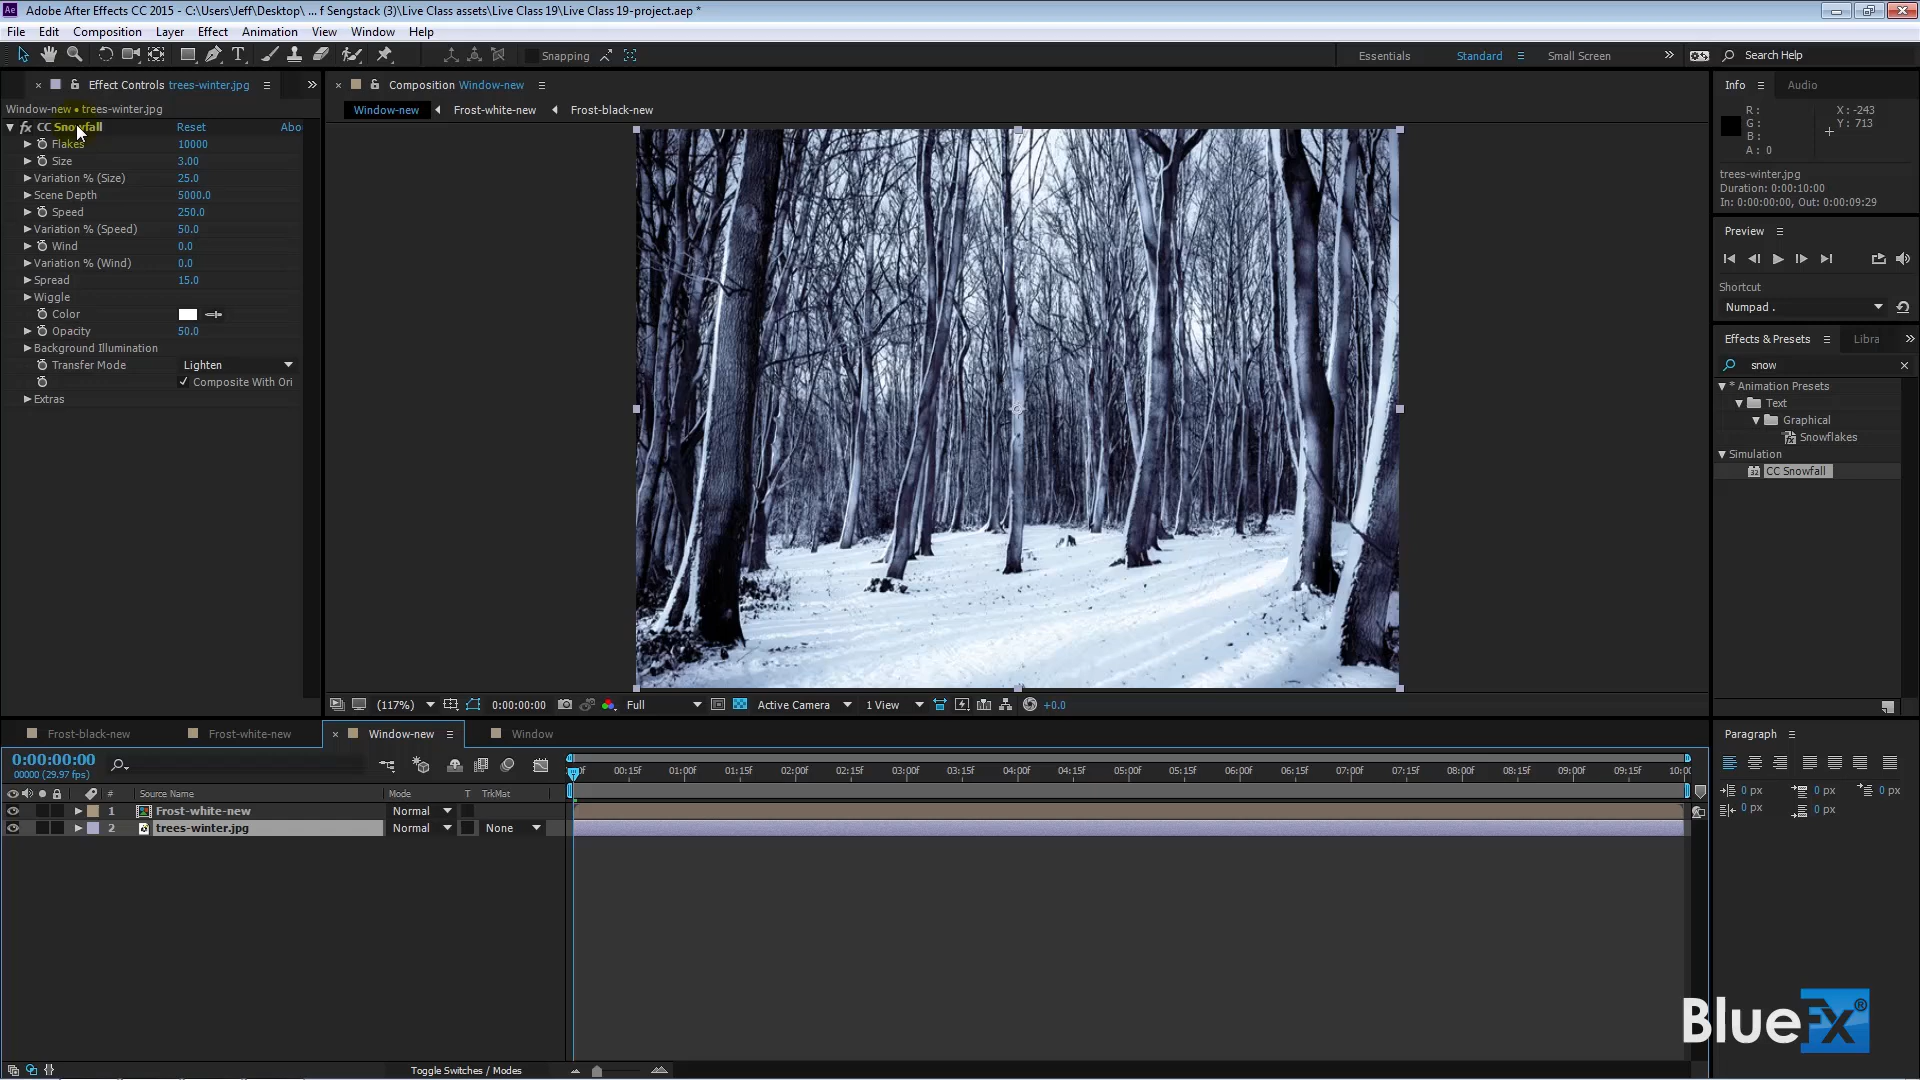 Adobe After Effects CC 2015 - C:\Users\Jeff\Desktop\ ... f Sengstack (3)\Live Class assets\Live Class 19\Live Class 19-project.aep *
File Edit Composition Layer Effect Animation Window View Help
Snapping Essentials Standard Small Screen Search Help
Effect Controls trees-winter.jpg
Window-new • trees-winter.jpg
CC Snowfall Reset Abo
Flakes 10000
Size 3.00
Variation % (Size) 25.0
Scene Depth 5000.0
Speed 250.0
Variation % (Speed) 50.0
Wind 0.0
Variation % (Wind) 0.0
Spread 15.0
Wiggle
Color
Opacity 50.0
Background Illumination
Transfer Mode Lighten
Composite With Ori
Extras
Composition Window-new
Window-new Frost-white-new Frost-black-new
(117%) 0:00:00:00 Full Active Camera 1 View +0.0
Info Audio
R : X : -243
G : Y : 713
B :
A : 0
trees-winter.jpg
Duration: 0:00:10:00
In: 0:00:00:00, Out: 0:00:09:29
Preview
Shortcut
Numpad .
Effects & Presets Libra
snow
* Animation Presets
Text
Graphical
Snowflakes
Simulation
CC Snowfall
Frost-black-new Frost-white-new Window-new Window
0:00:00:00
00000 (29.97 fps)
00:15f 01:00f 01:15f 02:00f 02:15f 03:00f 03:15f 04:00f 04:15f 05:00f 05:15f 06:00f 06:15f 07:00f 07:15f 08:00f 08:15f 09:00f 09:15f 10:00
# Source Name Mode T TrkMat
1 Frost-white-new Normal
2 trees-winter.jpg Normal None
Toggle Switches / Modes
Paragraph
0 px 0 px 0 px
0 px 0 px
BlueFX®